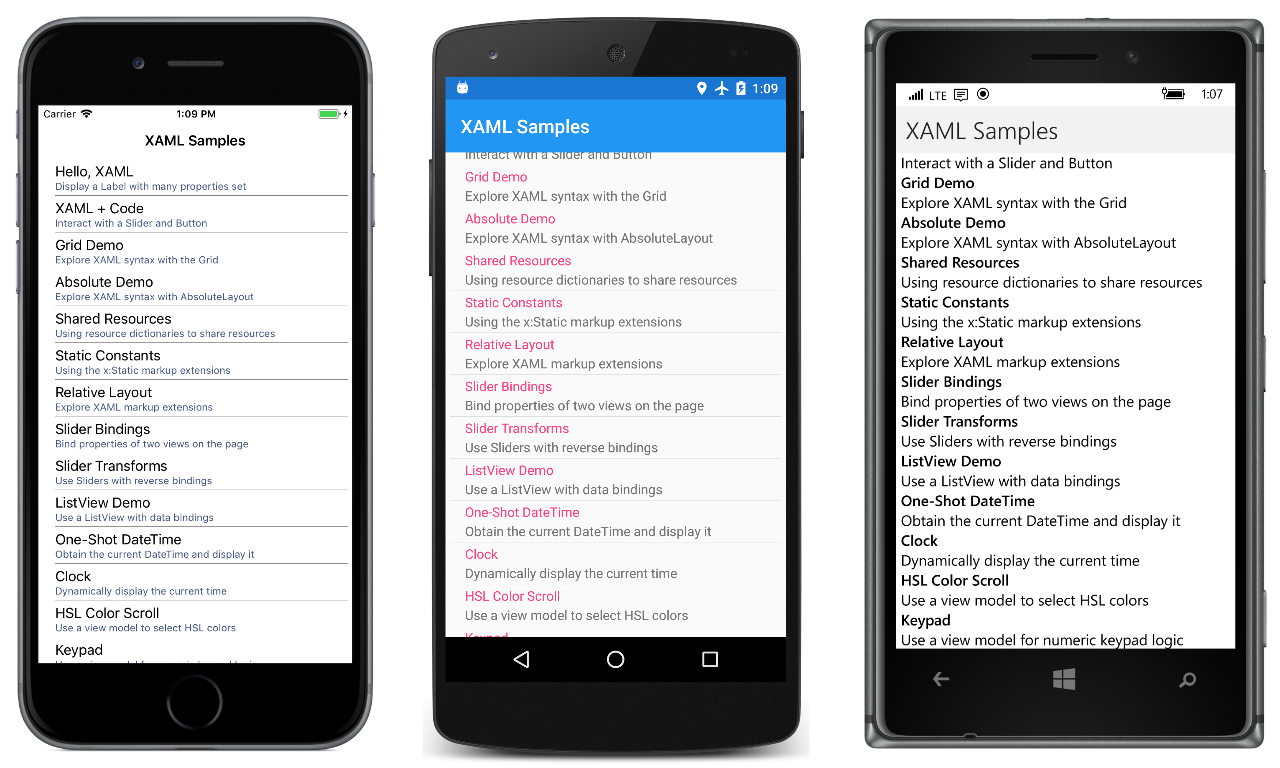 Carrier
1:09 PM
XAML Samples
Hello, XAML
Display a Label with many properties set
XAML + Code
Interact with a Slider and Button
Grid Demo
Explore XAML syntax with the Grid
Absolute Demo
Explore XAML syntax with AbsoluteLayout
Shared Resources
Using resource dictionaries to share resources
Static Constants
Using the x:Static markup extensions
Relative Layout
Explore XAML markup extensions
Slider Bindings
Bind properties of two views on the page
Slider Transforms
Use Sliders with reverse bindings
ListView Demo
Use a ListView with data bindings
One-Shot DateTime
Obtain the current DateTime and display it
Clock
Dynamically display the current time
HSL Color Scroll
Use a view model to select HSL colors
Keypad
1:09
XAML Samples
Interact with a Slider and Button
Grid Demo
Explore XAML syntax with the Grid
Absolute Demo
Explore XAML syntax with AbsoluteLayout
Shared Resources
Using resource dictionaries to share resources
Static Constants
Using the x:Static markup extensions
Relative Layout
Explore XAML markup extensions
Slider Bindings
Bind properties of two views on the page
Slider Transforms
Use Sliders with reverse bindings
ListView Demo
Use a ListView with data bindings
One-Shot DateTime
Obtain the current DateTime and display it
Clock
Dynamically display the current time
HSL Color Scroll
Use a view model to select HSL colors
Keypad
LTE
1:07
XAML Samples
Interact with a Slider and Button
Grid Demo
Explore XAML syntax with the Grid
Absolute Demo
Explore XAML syntax with AbsoluteLayout
Shared Resources
Using resource dictionaries to share resources
Static Constants
Using the x:Static markup extensions
Relative Layout
Explore XAML markup extensions
Slider Bindings
Bind properties of two views on the page
Slider Transforms
Use Sliders with reverse bindings
ListView Demo
Use a ListView with data bindings
One-Shot DateTime
Obtain the current DateTime and display it
Clock
Dynamically display the current time
HSL Color Scroll
Use a view model to select HSL colors
Keypad
Use a view model for numeric keypad logic